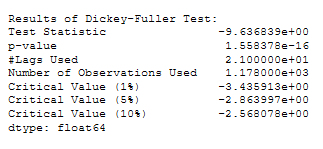 Results of Dickey-Fuller Test:
Test Statistic -9.636839e+00
p-value 1.558378e-16
#Lags Used 2.100000e+01
Number of Observations Used 1.178000e+03
Critical Value (1%) -3.435913e+00
Critical Value (5%) -2.863997e+00
Critical Value (10%) -2.568078e+00
dtype: float64